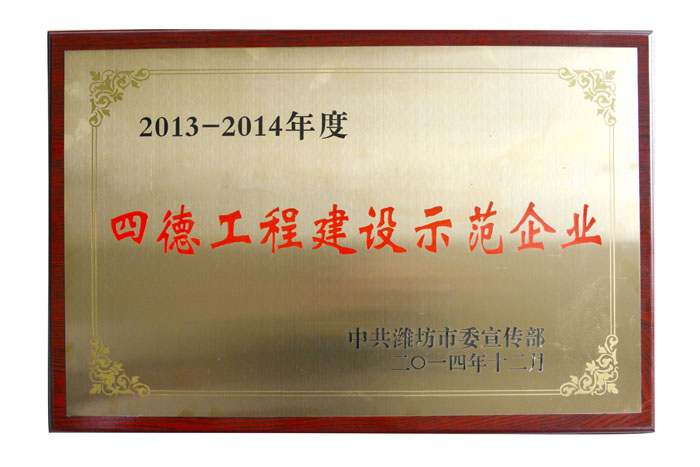 2013-2014年度
四德工程建设示范企业
中共潍坊市委宣传部
二〇一四年十二月